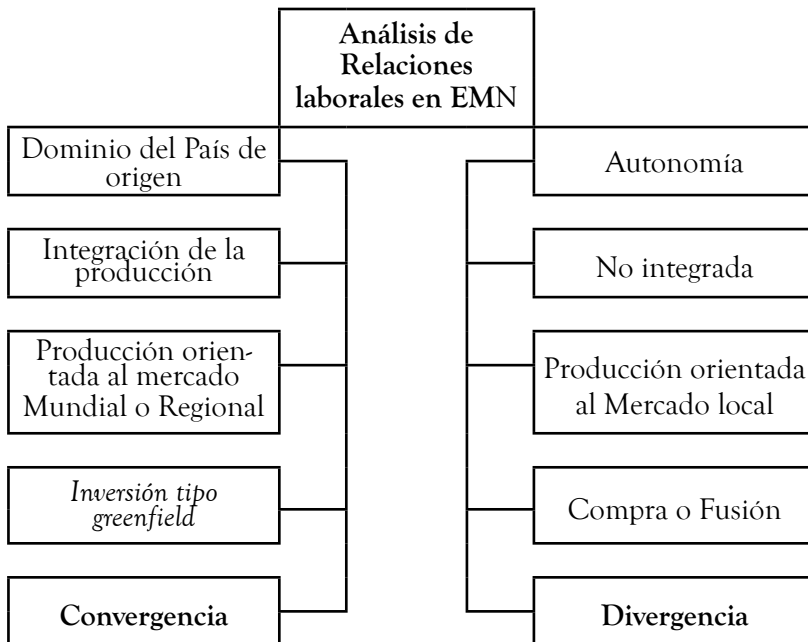 Análisis de
Relaciones
laborales en EMN
Dominio del País de
origen
Autonomía
Integración de la
producción
No integrada
Producción orien-
tada al mercado
Mundial o Regional
Producción orientada
al Mercado local
Inversión tipo
greenfield
Compra o Fusión
Convergencia
Divergencia